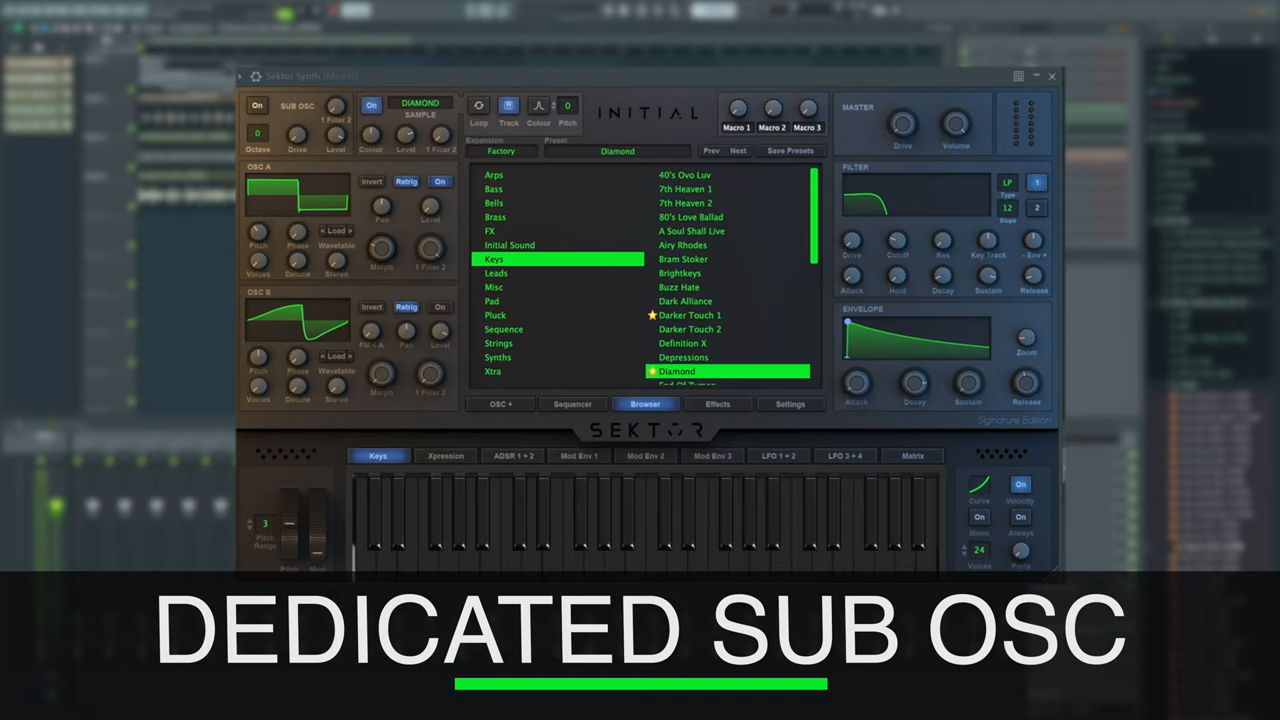 Sektor Synth (Master)
On
SUB OSC
1 Filter 2
0
Octave
Drive
Level
On
DIAMOND
SAMPLE
Colour
Level
1 Filter 2
Loop
Track
Colour
0
Pitch
INITIAL
Macro 1
Macro 2
Macro 3
MASTER
Drive
Volume
Expansion
Factory
Preset
Diamond
Prev
Next
Save Presets
OSC A
Invert
Retrig
On
Pan
Level
Pitch
Phase
< Load >
Wavetable
Voices
Detune
Stereo
Morph
1 Filter 2
OSC B
Invert
Retrig
On
FM < A
Pan
Level
Pitch
Phase
< Load >
Wavetable
Voices
Detune
Stereo
Morph
1 Filter 2
Arps
Bass
Bells
Brass
FX
Initial Sound
Keys
Leads
Misc
Pad
Pluck
Sequence
Strings
Synths
Xtra
40's Ovo Luv
7th Heaven 1
7th Heaven 2
80's Love Ballad
A Soul Shall Live
Airy Rhodes
Bram Stoker
Brightkeys
Buzz Hate
Dark Alliance
Darker Touch 1
Darker Touch 2
Definition X
Depressions
Diamond
OSC +
Sequencer
Browser
Effects
Settings
FILTER
LP
Type
12
Slope
1
2
Drive
Cutoff
Res
Key Track
- Env +
Attack
Hold
Decay
Sustain
Release
ENVELOPE
Zoom
Attack
Decay
Sustain
Release
Signature Edition
SEKTOR
Keys
Xpression
ADSR 1 + 2
Mod Env 1
Mod Env 2
Mod Env 3
LFO 1 + 2
LFO 3 + 4
Matrix
3
Pitch
Range
Pitch
Mod
Curve
On
Velocity
On
Mono
On
Always
24
Voices
Porta
DEDICATED SUB OSC